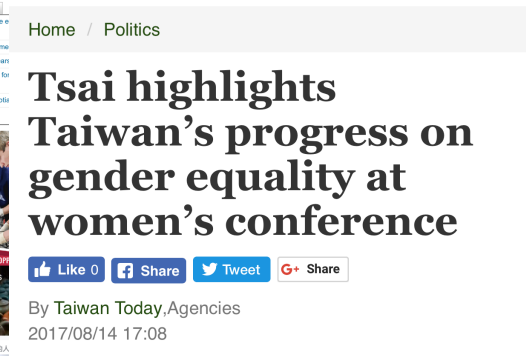 Home / Politics
Tsai highlights
Taiwan’s progress on
gender equality at
women’s conference
Like 0 Share Tweet G+ Share
By Taiwan Today,Agencies
2017/08/14 17:08